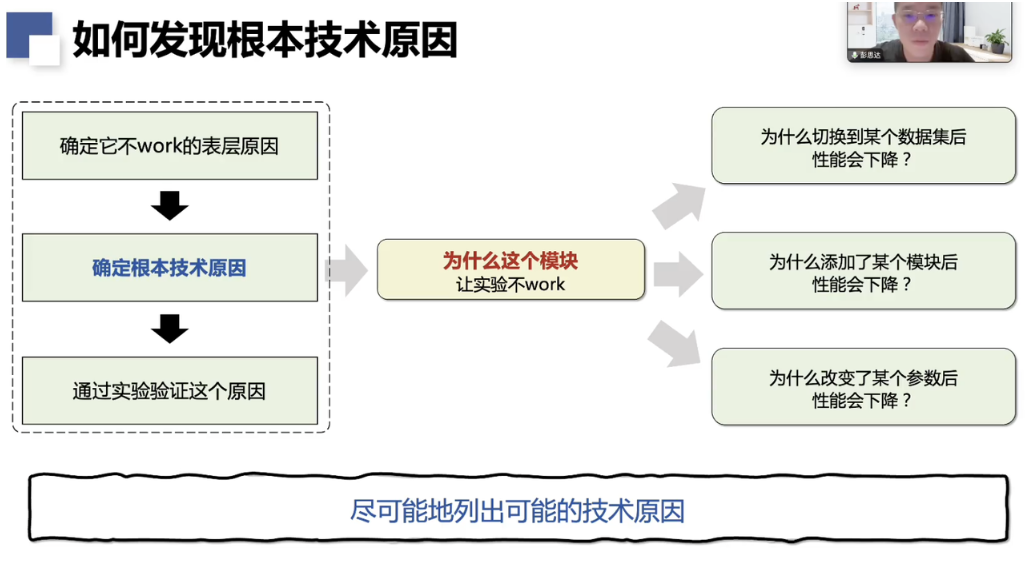 如何发现根本技术原因
彭思达
确定它不work的表层原因
确定根本技术原因
通过实验验证这个原因
为什么这个模块
让实验不work
为什么切换到某个数据集后
性能会下降？
为什么添加了某个模块后
性能会下降？
为什么改变了某个参数后
性能会下降？
尽可能地列出可能的技术原因